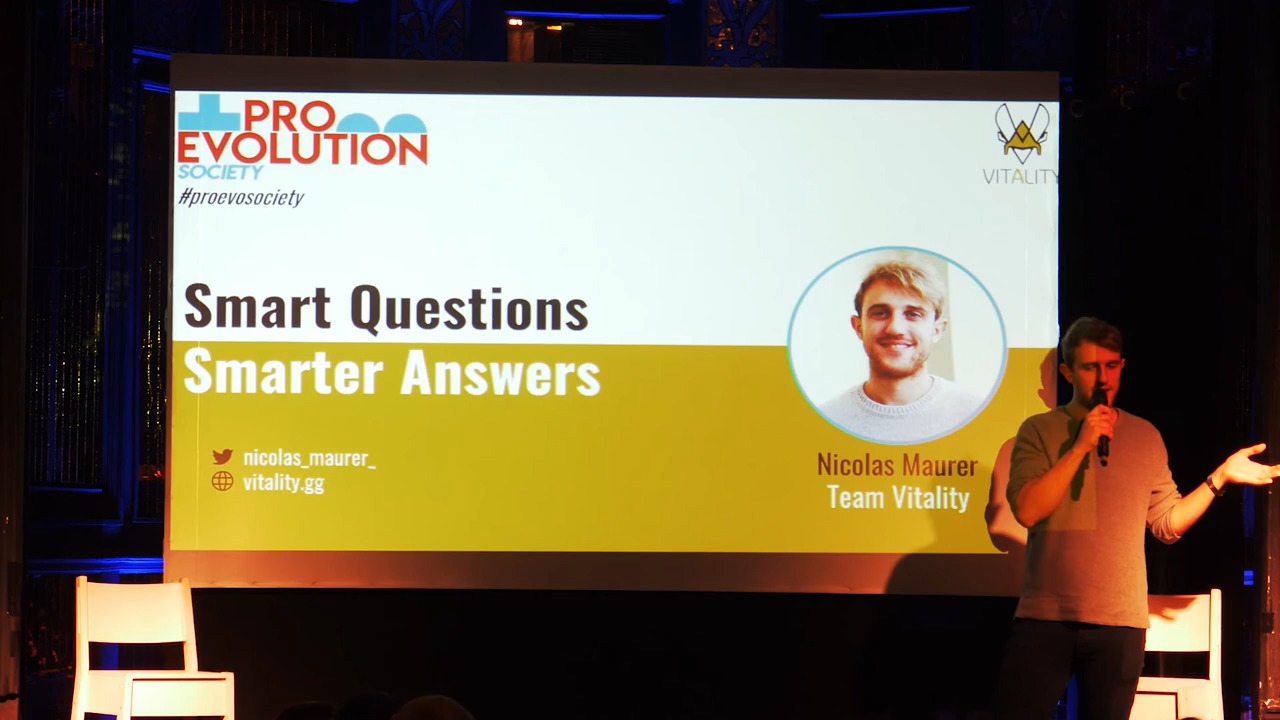 PRO
EVOLUTION
SOCIETY
#proevosociety
VITALITY
Smart Questions
Smarter Answers
nicolas_maurer_
vitality.gg
Nicolas Maurer
Team Vitality